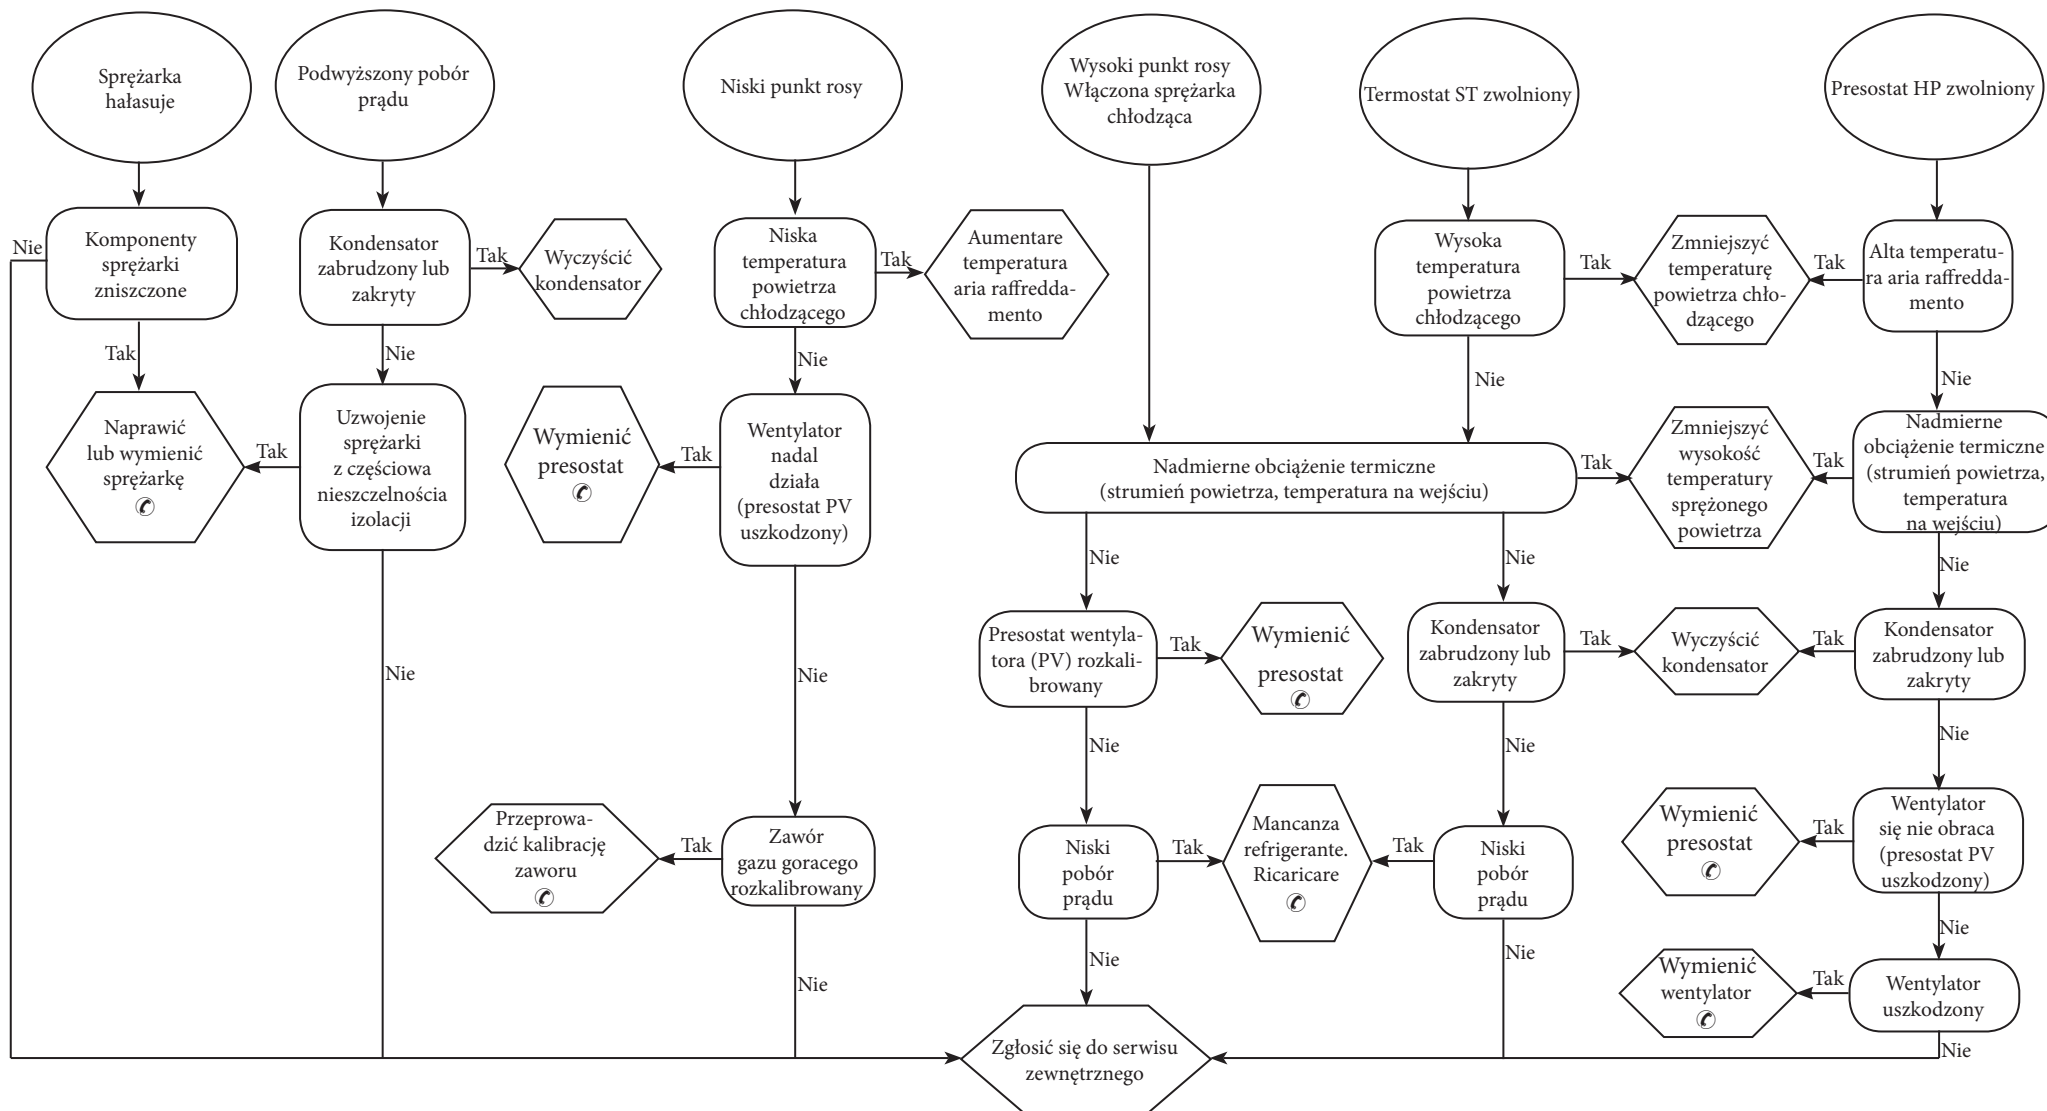 Sprężarka
hałasuje
Podwyższony pobór
prądu
Niski punkt rosy
Wysoki punkt rosy
Włączona sprężarka
chłodząca
Termostat ST zwolniony
Presostat HP zwolniony
Nie
Komponenty
sprężarki
zniszczone
Kondensator
zabrudzony lub
zakryty
Tak
Wyczyścić
kondensator
Niska
temperatura
powietrza
chłodzącego
Tak
Aumentare
temperatura
aria raffredda-
mento
Wysoka
temperatura
powietrza
chłodzącego
Tak
Zmniejszyć
temperaturę
powietrza chło-
dzącego
Tak
Alta temperatu-
ra aria raffredda-
mento
Tak
Nie
Nie
Nie
Nie
Naprawić
lub wymienić
sprężarkę
✆
Tak
Uzwojenie
sprężarki
z częściowa
nieszczelnościa
izolacji
Wymienić
presostat
✆
Tak
Wentylator
nadal
działa
(presostat PV
uszkodzony)
Nadmierne obciążenie termiczne
(strumień powietrza, temperatura na wejściu)
Tak
Zmniejszyć
wysokość
temperatury
sprężonego
powietrza
Tak
Nadmierne
obciążenie termiczne
(strumień powietrza,
temperatura
na wejściu)
Nie
Nie
Nie
Nie
Nie
Presostat wentyla-
tora (PV) rozkali-
browany
Tak
Wymienić
presostat
✆
Kondensator
zabrudzony lub
zakryty
Tak
Wyczyścić
kondensator
Tak
Kondensator
zabrudzony lub
zakryty
Nie
Nie
Nie
Przeprowa-
dzić kalibrację
zaworu
✆
Tak
Zawór
gazu goracego
rozkalibrowany
Niski
pobór
prądu
Tak
Mancanza
refrigerante.
Ricaricare
✆
Tak
Niski
pobór
prądu
Wymienić
presostat
✆
Tak
Wentylator
się nie obraca
(presostat PV
uszkodzony)
Nie
Nie
Nie
Nie
Wymienić
wentylator
✆
Tak
Wentylator
uszkodzony
Zgłosić się do serwisu
zewnętrznego
Nie